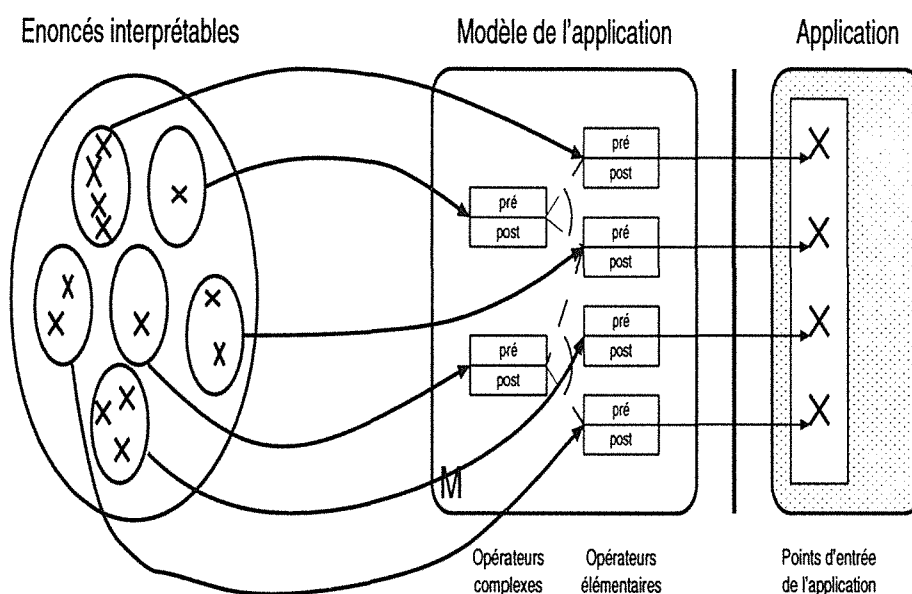 Enoncés interprétables
Modèle de l'application
Application
pré
post
pré
post
pré
post
pré
post
pré
post
pré
post
M
Opérateurs
complexes
Opérateurs
élémentaires
Points d'entrée
de l'application